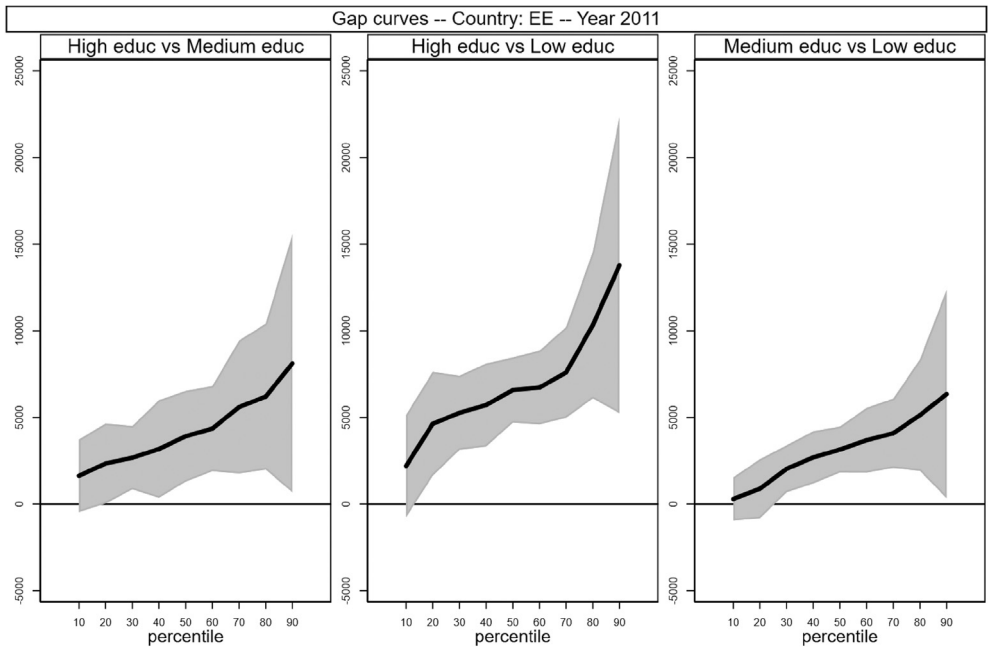 Gap curves -- Country: EE -- Year 2011
High educ vs Medium educ
High educ vs Low educ
Medium educ vs Low educ
25000
20000
15000
10000
5000
0
-5000
10 20 30 40 50 60 70 80 90
percentile
25000
20000
15000
10000
5000
0
-5000
10 20 30 40 50 60 70 80 90
percentile
25000
20000
15000
10000
5000
0
-5000
10 20 30 40 50 60 70 80 90
percentile